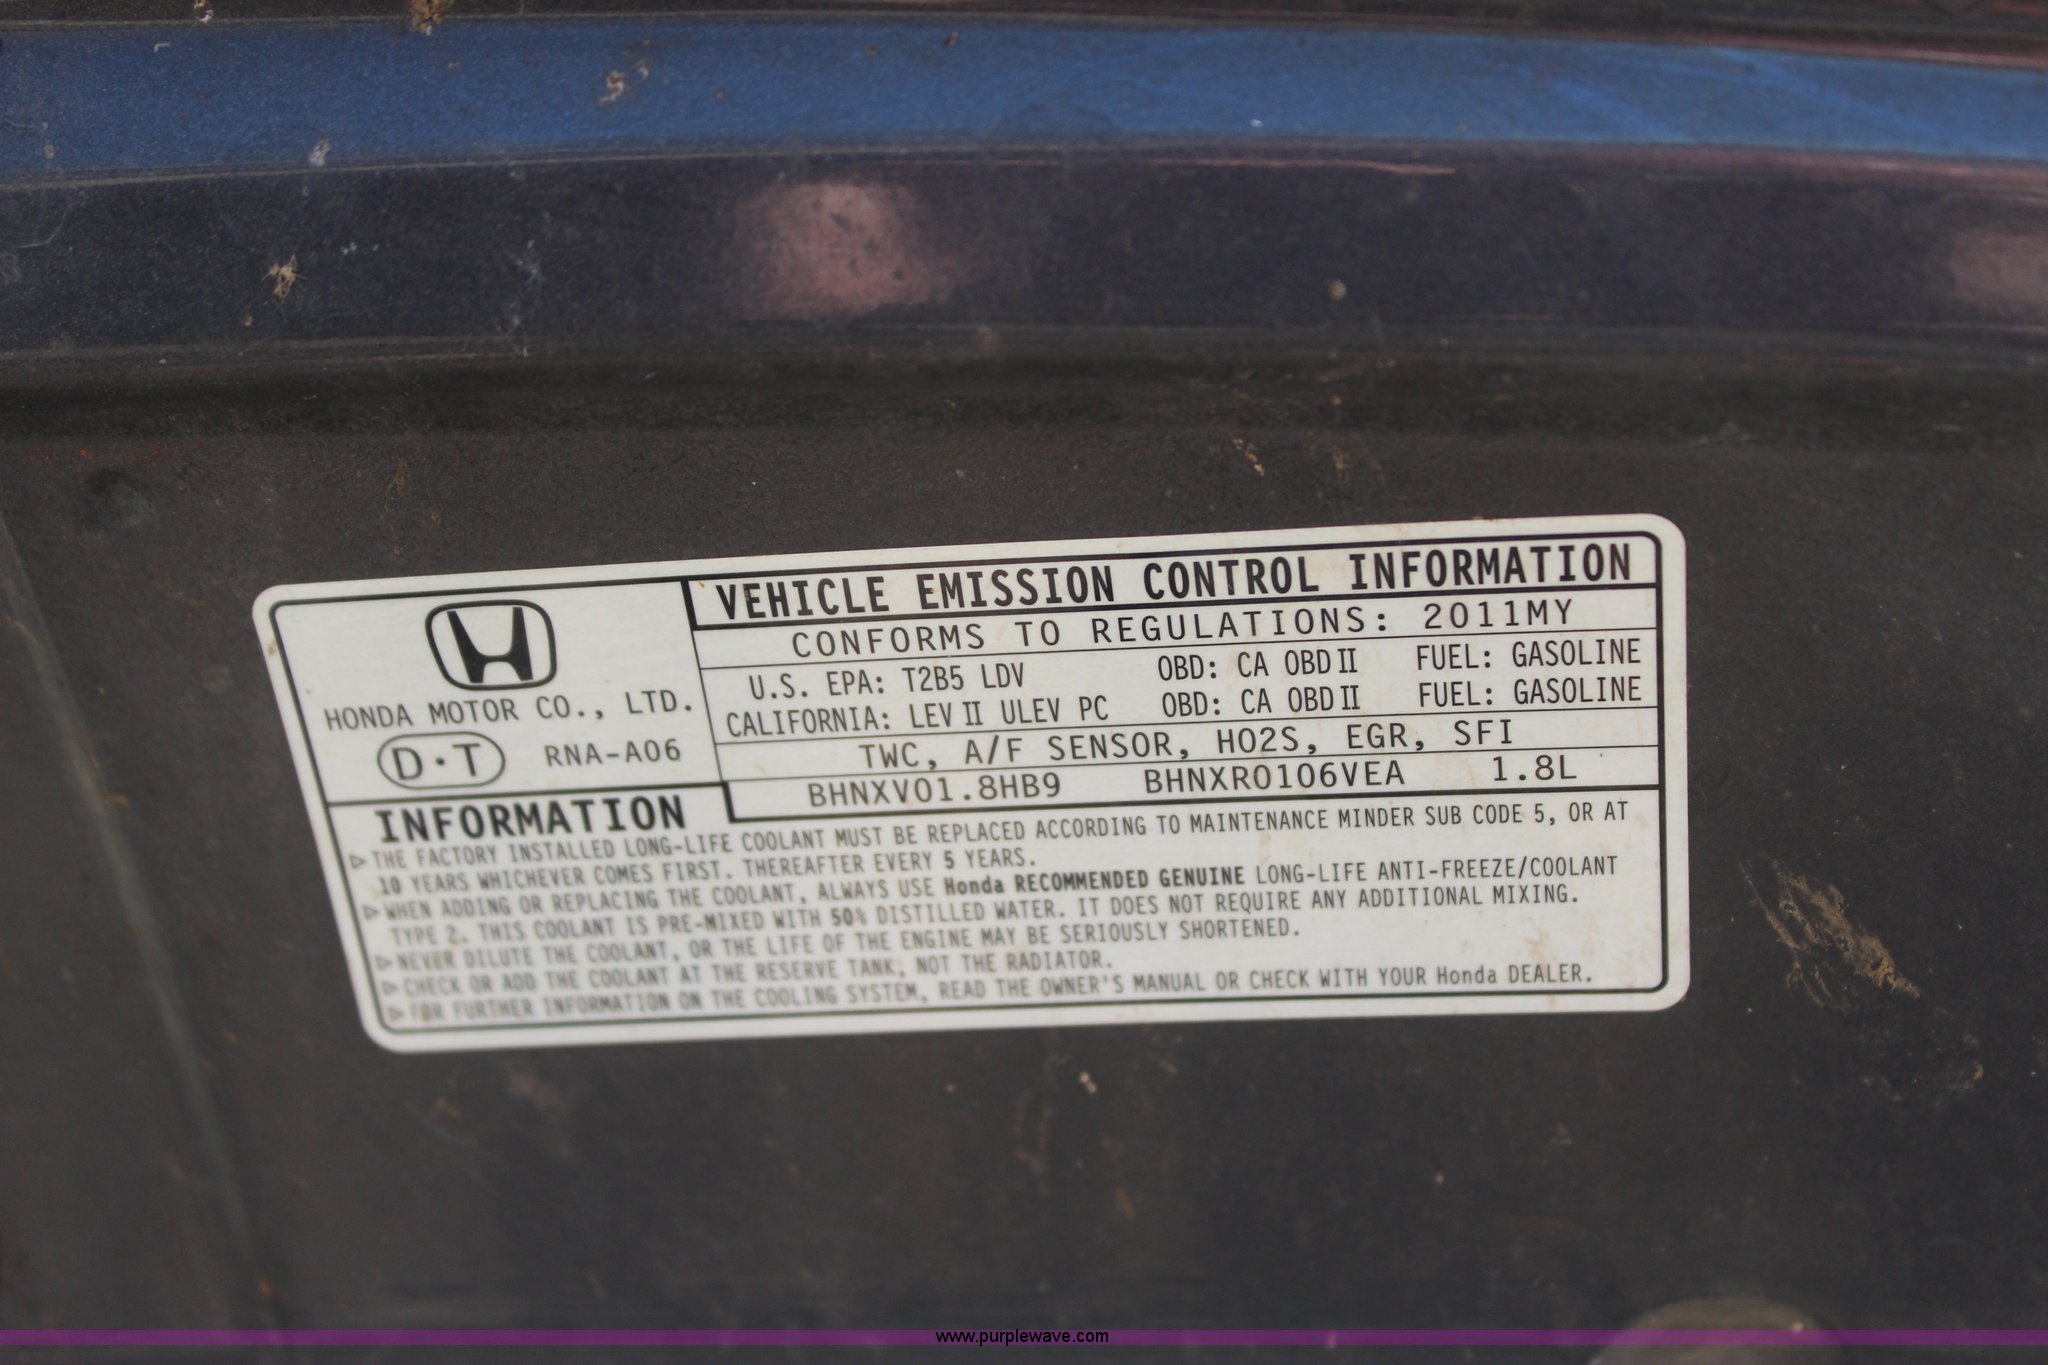 VEHICLE EMISSION CONTROL INFORMATION
CONFORMS TO REGULATIONS: 2011MY
U.S. EPA: T2B5 LDV OBD: CA OBD II FUEL: GASOLINE
CALIFORNIA: LEV II ULEV PC OBD: CA OBD II FUEL: GASOLINE
TWC, A/F SENSOR, HO2S, EGR, SFI
BHNXV01.8HB9 BHNXR0106VEA 1.8L
HONDA MOTOR CO., LTD.
D·T RNA-A06
INFORMATION
▷THE FACTORY INSTALLED LONG-LIFE COOLANT MUST BE REPLACED ACCORDING TO MAINTENANCE MINDER SUB CODE 5, OR AT
10 YEARS WHICHEVER COMES FIRST. THEREAFTER EVERY 5 YEARS.
▷WHEN ADDING OR REPLACING THE COOLANT, ALWAYS USE Honda RECOMMENDED GENUINE LONG-LIFE ANTI-FREEZE/COOLANT
TYPE 2. THIS COOLANT IS PRE-MIXED WITH 50% DISTILLED WATER. IT DOES NOT REQUIRE ANY ADDITIONAL MIXING.
▷NEVER DILUTE THE COOLANT, OR THE LIFE OF THE ENGINE MAY BE SERIOUSLY SHORTENED.
▷CHECK OR ADD THE COOLANT AT THE RESERVE TANK, NOT THE RADIATOR.
▷FOR FURTHER INFORMATION ON THE COOLING SYSTEM, READ THE OWNER'S MANUAL OR CHECK WITH YOUR Honda DEALER.
www.purplewave.com